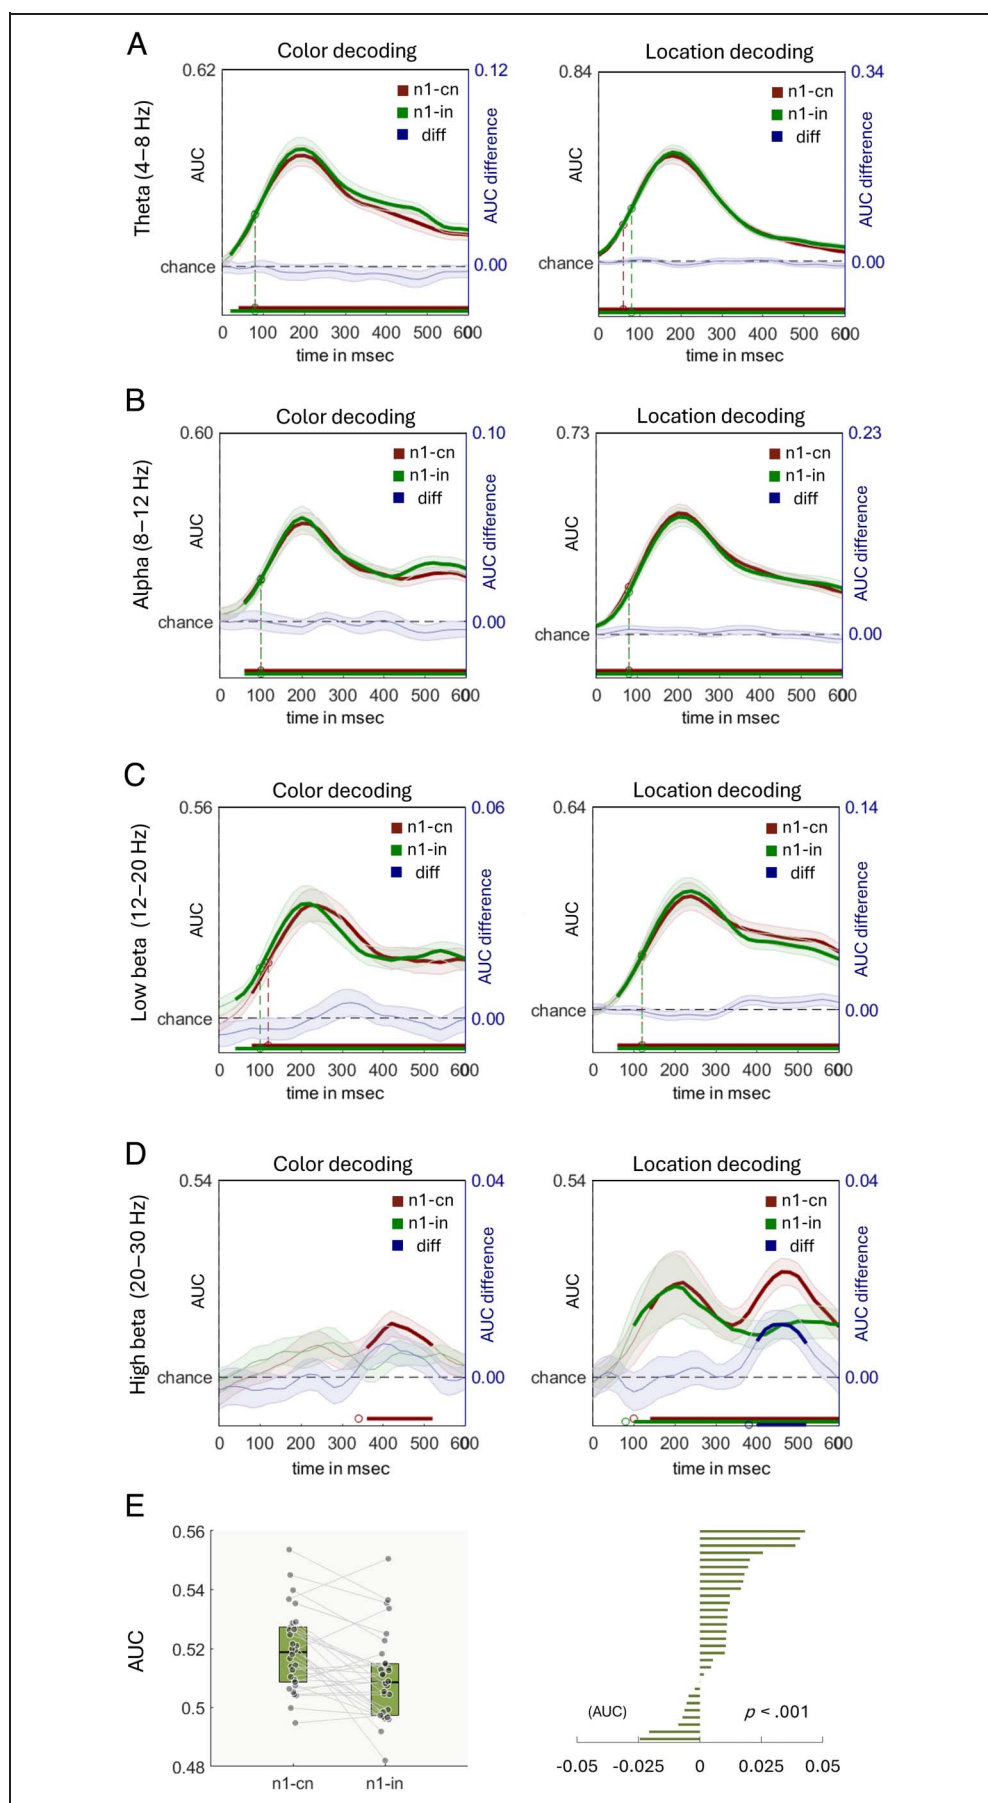 A
Color decoding
Location decoding
Theta (4–8 Hz)
0.62
0.12
AUC
AUC difference
n1-cn
n1-in
diff
chance
0.00
0 100 200 300 400 500 600
00
time in msec
0.84
0.34
AUC
AUC difference
n1-cn
n1-in
diff
chance
0.00
0 100 200 300 400 500 600
00
time in msec
B
Color decoding
Location decoding
Alpha (8–12 Hz)
0.60
0.10
AUC
AUC difference
n1-cn
n1-in
diff
chance
0.00
0 100 200 300 400 500 600
00
time in msec
0.73
0.23
AUC
AUC difference
n1-cn
n1-in
diff
chance
0.00
0 100 200 300 400 500 600
00
time in msec
C
Color decoding
Location decoding
Low beta (12–20 Hz)
0.56
0.06
AUC
AUC difference
n1-cn
n1-in
diff
chance
0.00
0 100 200 300 400 500 600
00
time in msec
0.64
0.14
AUC
AUC difference
n1-cn
n1-in
diff
chance
0.00
0 100 200 300 400 500 600
00
time in msec
D
Color decoding
Location decoding
High beta (20–30 Hz)
0.54
0.04
AUC
AUC difference
n1-cn
n1-in
diff
chance
0.00
0 100 200 300 400 500 600
00
time in msec
0.54
0.04
AUC
AUC difference
n1-cn
n1-in
diff
chance
0.00
0 100 200 300 400 500 600
00
time in msec
E
AUC
0.56
0.54
0.52
0.5
0.48
n1-cn n1-in
(AUC)
p < .001
-0.05 -0.025 0 0.025 0.05